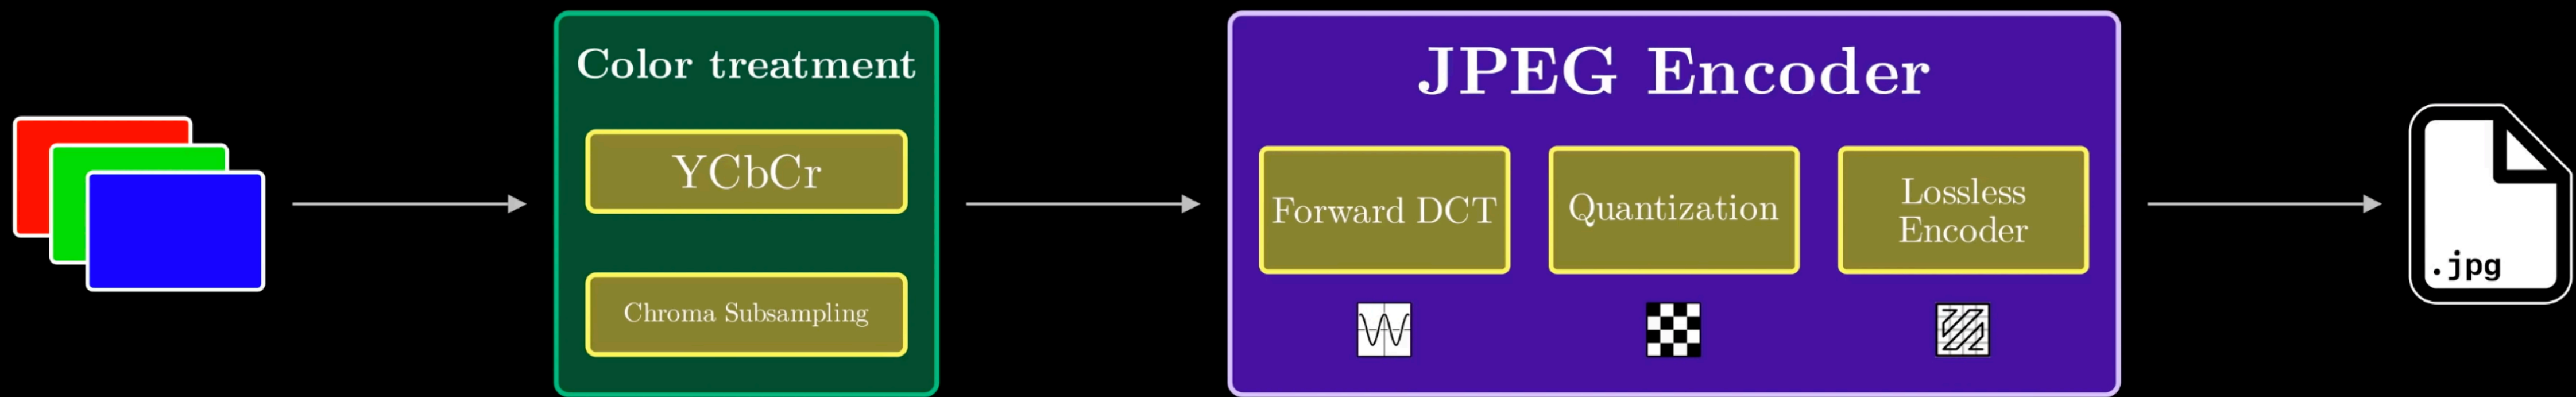 Color treatment
YCbCr
Chroma Subsampling
JPEG Encoder
Forward DCT
Quantization
Lossless
Encoder
.jpg